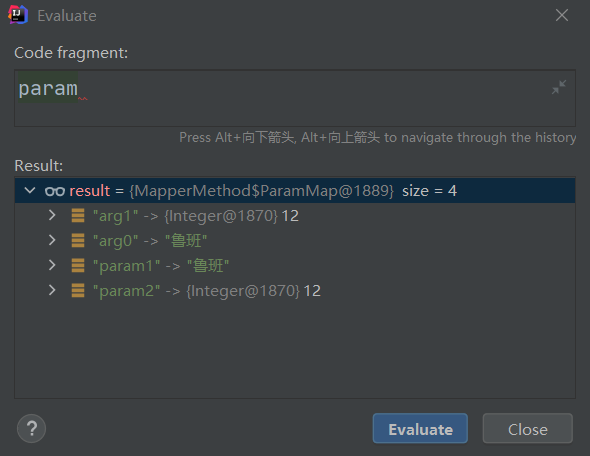 Evaluate
Code fragment:
param
Press Alt+向下箭头, Alt+向上箭头 to navigate through the history
Result:
result = {MapperMethod$ParamMap@1889} size = 4
"arg1" -> {Integer@1870} 12
"arg0" -> "鲁班"
"param1" -> "鲁班"
"param2" -> {Integer@1870} 12
? Evaluate Close